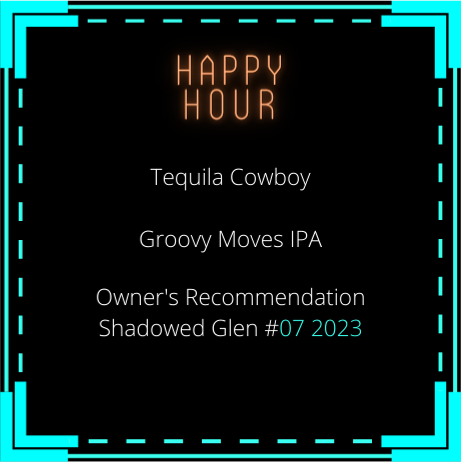 HAPPY
HOUR
Tequila Cowboy
Groovy Moves IPA
Owner's Recommendation
Shadowed Glen #07 2023